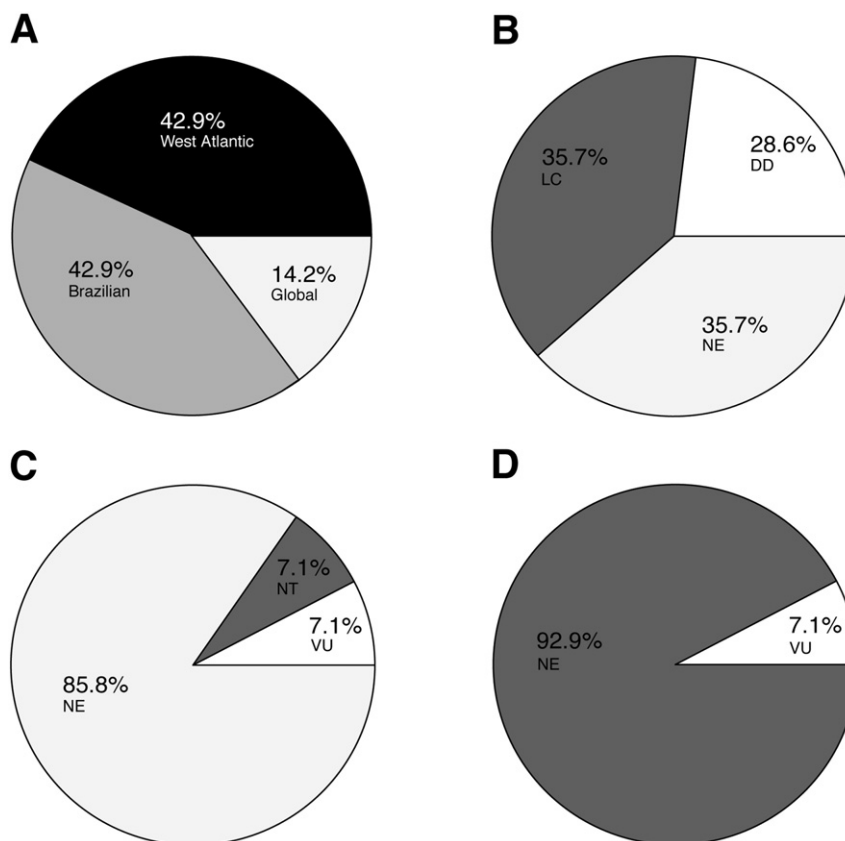 A
42.9%
West Atlantic
42.9%
Brazilian
14.2%
Global
B
35.7%
LC
28.6%
DD
35.7%
NE
C
7.1%
NT
7.1%
VU
85.8%
NE
D
92.9%
NE
7.1%
VU